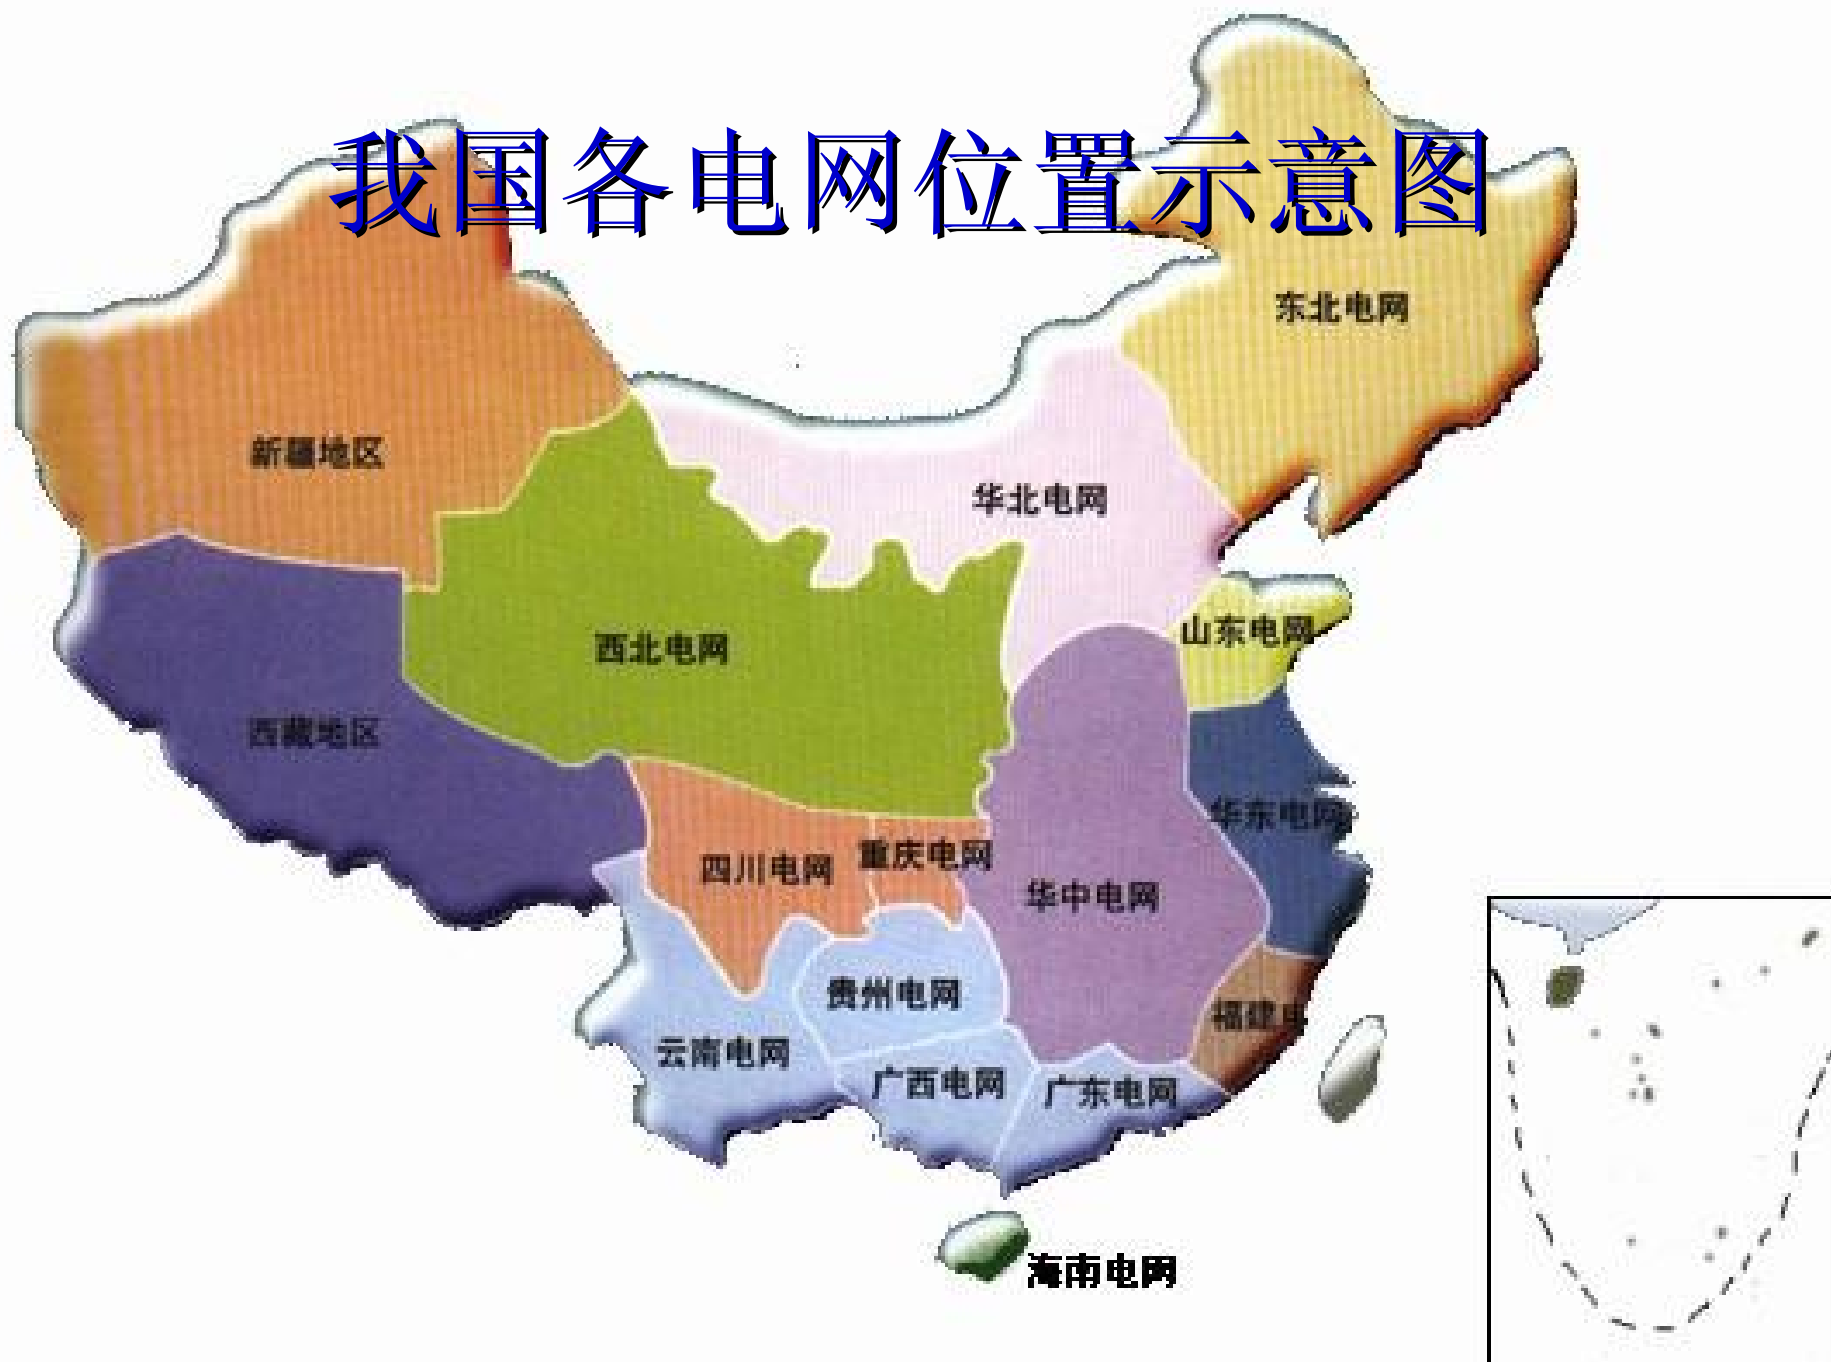 我国各电网位置示意图
东北电网
新疆地区
华北电网
西北电网
山东电网
西藏地区
华东电网
四川电网
重庆电网
华中电网
贵州电网
福建电
云南电网
广西电网
广东电网
海南电网